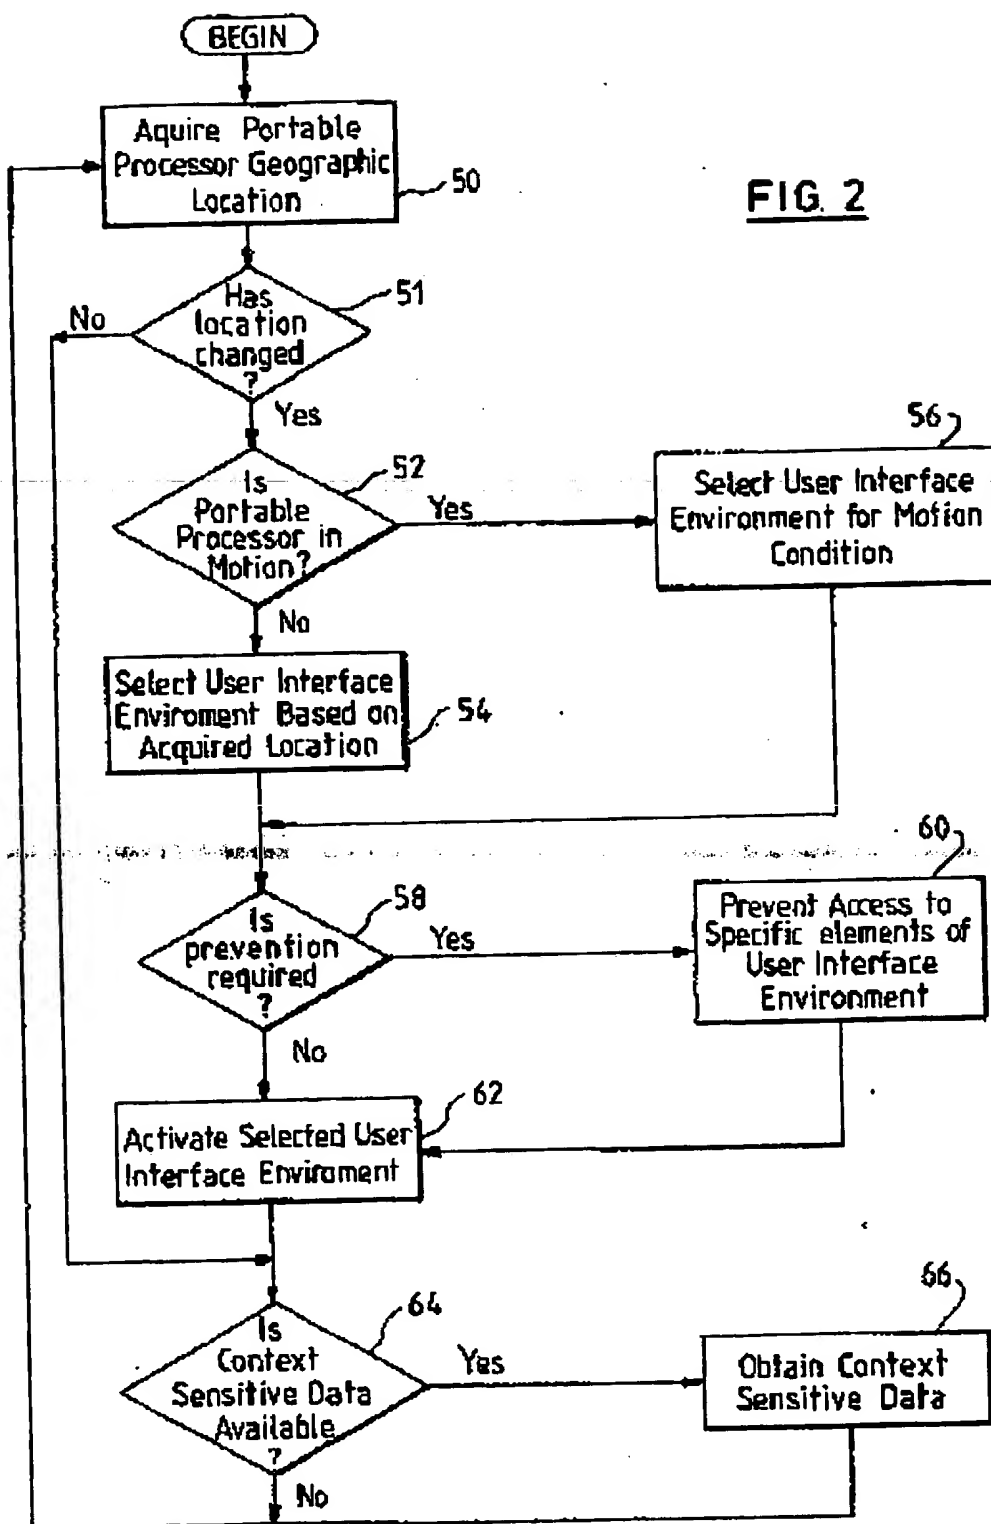 BEGIN
Aquire Portable
Processor Geographic
Location
50
FIG. 2
Has
location
changed
?
51
No
Yes
Is
Portable
Processor in
Motion?
52
Yes
56
Select User Interface
Environment for Motion
Condition
No
Select User Interface
Enviroment Based on
Acquired Location
54
Is
prevention
required
?
58
Yes
60
Prevent Access to
Specific elements of
User Interface
Environment
No
62
Activate Selected User
Interface Enviroment
Is
Context
Sensitive Data
Available
?
64
Yes
66
Obtain Context
Sensitive Data
No